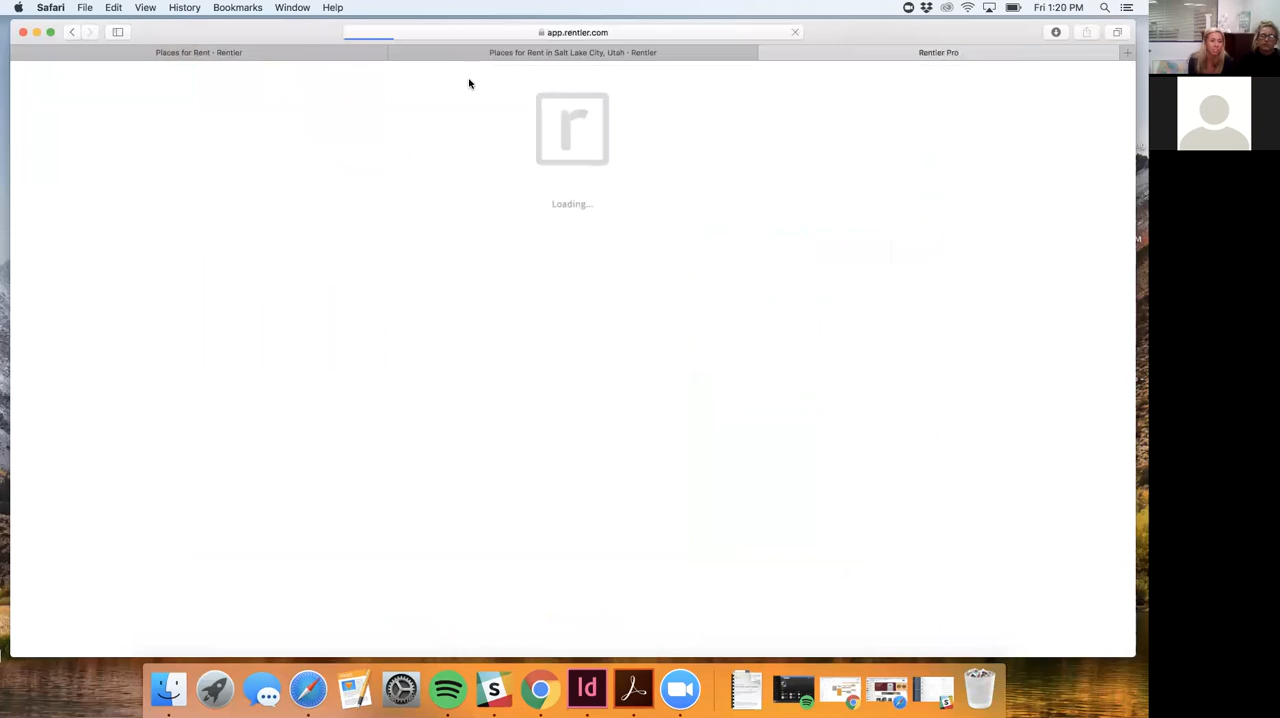 Safari File Edit View History Bookmarks Window Help Fri 1:20 PM
app.rentler.com
Places for Rent - Rentler Places for Rent in Salt Lake City, Utah - Rentler Rentler Pro
r
Loading...
Id